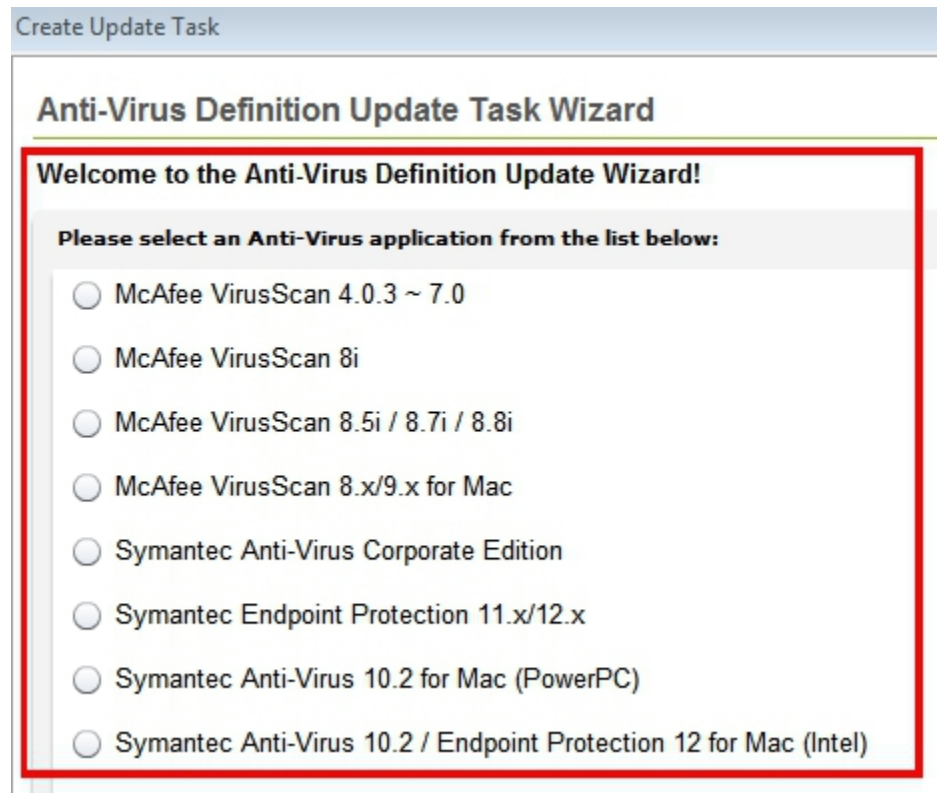 Create Update Task
Anti-Virus Definition Update Task Wizard
Welcome to the Anti-Virus Definition Update Wizard!
Please select an Anti-Virus application from the list below:
McAfee VirusScan 4.0.3 ~ 7.0
McAfee VirusScan 8i
McAfee VirusScan 8.5i / 8.7i / 8.8i
McAfee VirusScan 8.x/9.x for Mac
Symantec Anti-Virus Corporate Edition
Symantec Endpoint Protection 11.x/12.x
Symantec Anti-Virus 10.2 for Mac (PowerPC)
Symantec Anti-Virus 10.2 / Endpoint Protection 12 for Mac (Intel)